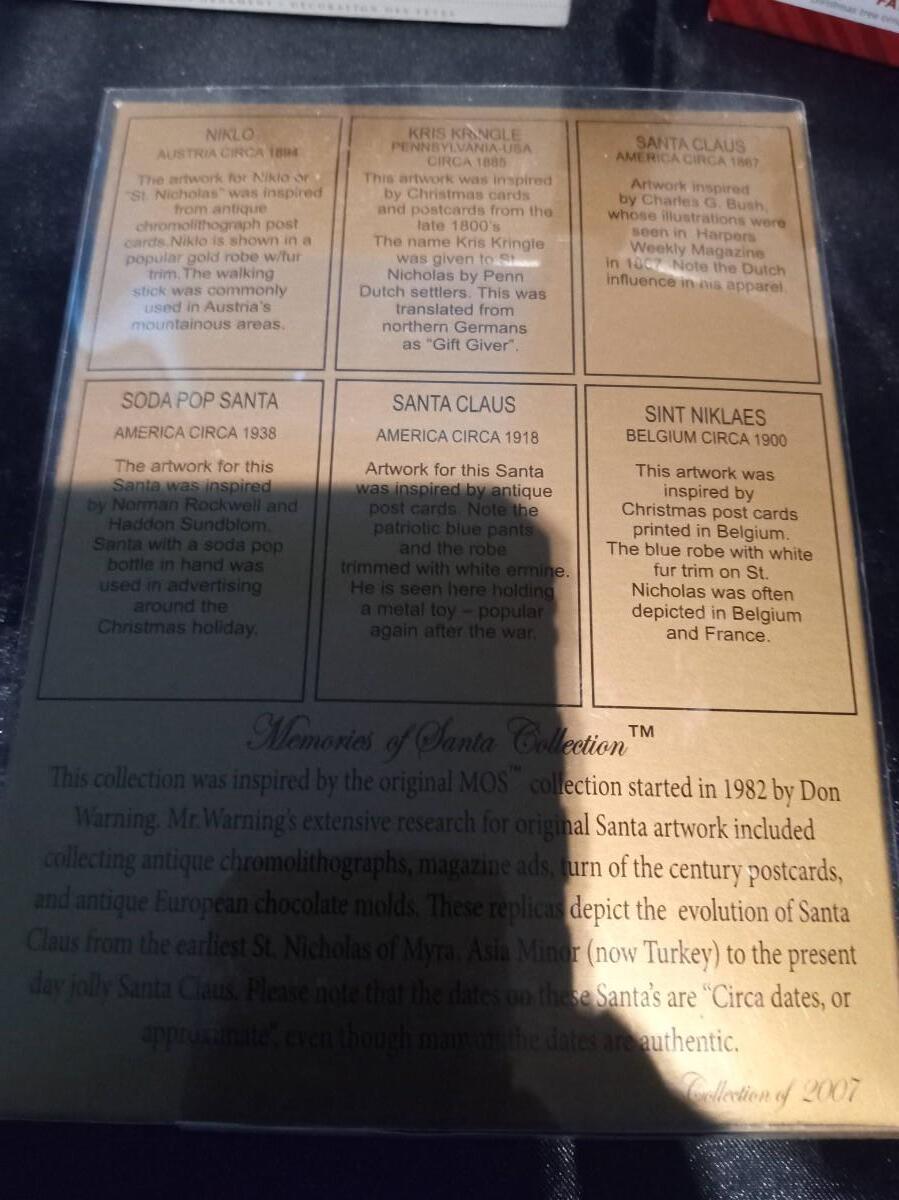 ORNAMENT • DÉCORATION DES FÊTES
NIKLO
AUSTRIA CIRCA 1894
The artwork for Niklo or
"St. Nicholas" was inspired
from antique
chromolithograph post
cards.Niklo is shown in a
popular gold robe w/fur
trim.The walking
stick was commonly
used in Austria's
mountainous areas.
KRIS KRINGLE
PENNSYLVANIA-USA
CIRCA 1885
This artwork was inspired
by Christmas cards
and postcards from the
late 1800's
The name Kris Kringle
was given to St.
Nicholas by Penn
Dutch settlers. This was
translated from
northern Germans
as "Gift Giver".
SANTA CLAUS
AMERICA CIRCA 1867
Artwork inspired
by Charles G. Bush,
whose illustrations were
seen in Harpers
Weekly Magazine
in 1867. Note the Dutch
influence in his apparel.
SODA POP SANTA
AMERICA CIRCA 1938
The artwork for this
Santa was inspired
by Norman Rockwell and
Haddon Sundblom.
Santa with a soda pop
bottle in hand was
used in advertising
around the
Christmas holiday.
SANTA CLAUS
AMERICA CIRCA 1918
Artwork for this Santa
was inspired by antique
post cards. Note the
patriotic blue pants
and the robe
trimmed with white ermine.
He is seen here holding
a metal toy – popular
again after the war.
SINT NIKLAES
BELGIUM CIRCA 1900
This artwork was
inspired by
Christmas post cards
printed in Belgium.
The blue robe with white
fur trim on St.
Nicholas was often
depicted in Belgium
and France.
Memories of Santa Collection™
This collection was inspired by the original MOS™ collection started in 1982 by Don
Warning. Mr.Warning's extensive research for original Santa artwork included
collecting antique chromolithographs, magazine ads, turn of the century postcards,
and antique European chocolate molds. These replicas depict the evolution of Santa
Claus from the earliest St. Nicholas of Myra, Asia Minor (now Turkey) to the present
day jolly Santa Claus. Please note that the dates on these Santa's are "Circa dates, or
approximate", even though many of the dates are authentic.
Collection of 2007